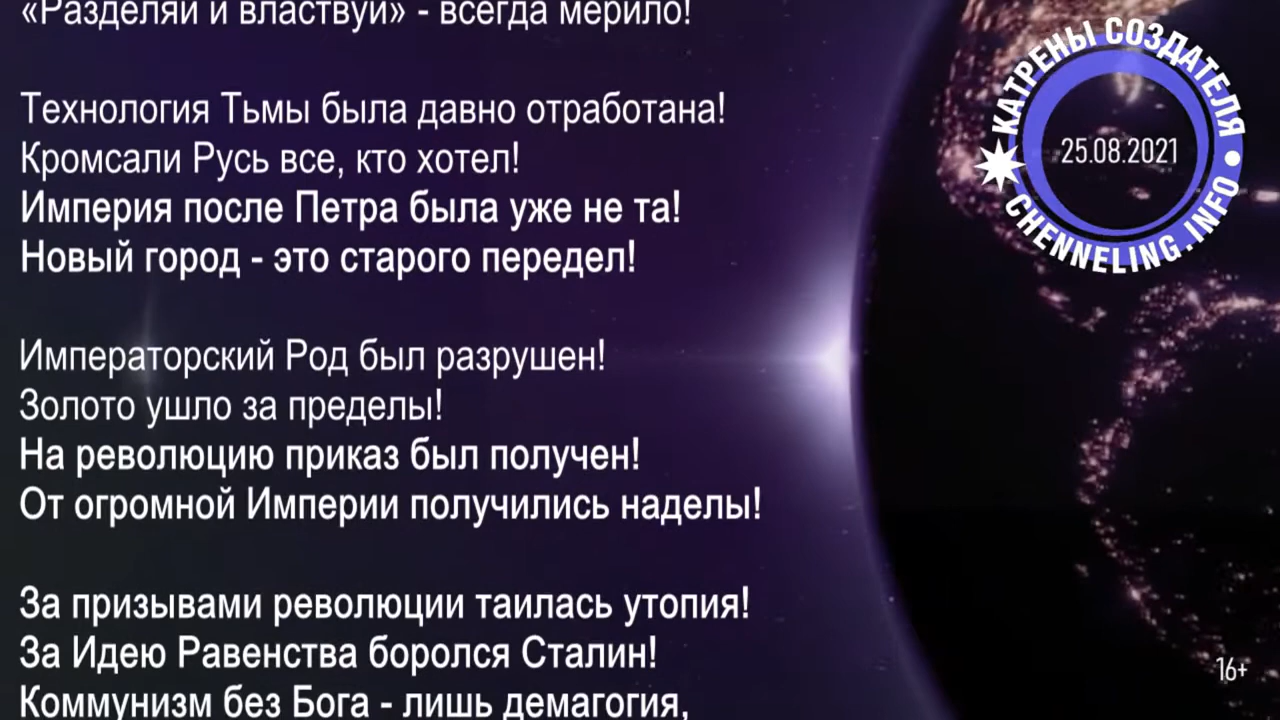 «Разделяй и властвуй» - всегда мерило!
Технология Тьмы была давно отработана!
Кромсали Русь все, кто хотел!
Империя после Петра была уже не та!
Новый город - это старого передел!
Императорский Род был разрушен!
Золото ушло за пределы!
На революцию приказ был получен!
От огромной Империи получились наделы!
За призывами революции таилась утопия!
За Идею Равенства боролся Сталин!
Коммунизм без Бога - лишь демагогия,
КАТРЕНЫ СОЗДАТЕЛЯ
25.08.2021
CHENNELING.INFO
16+